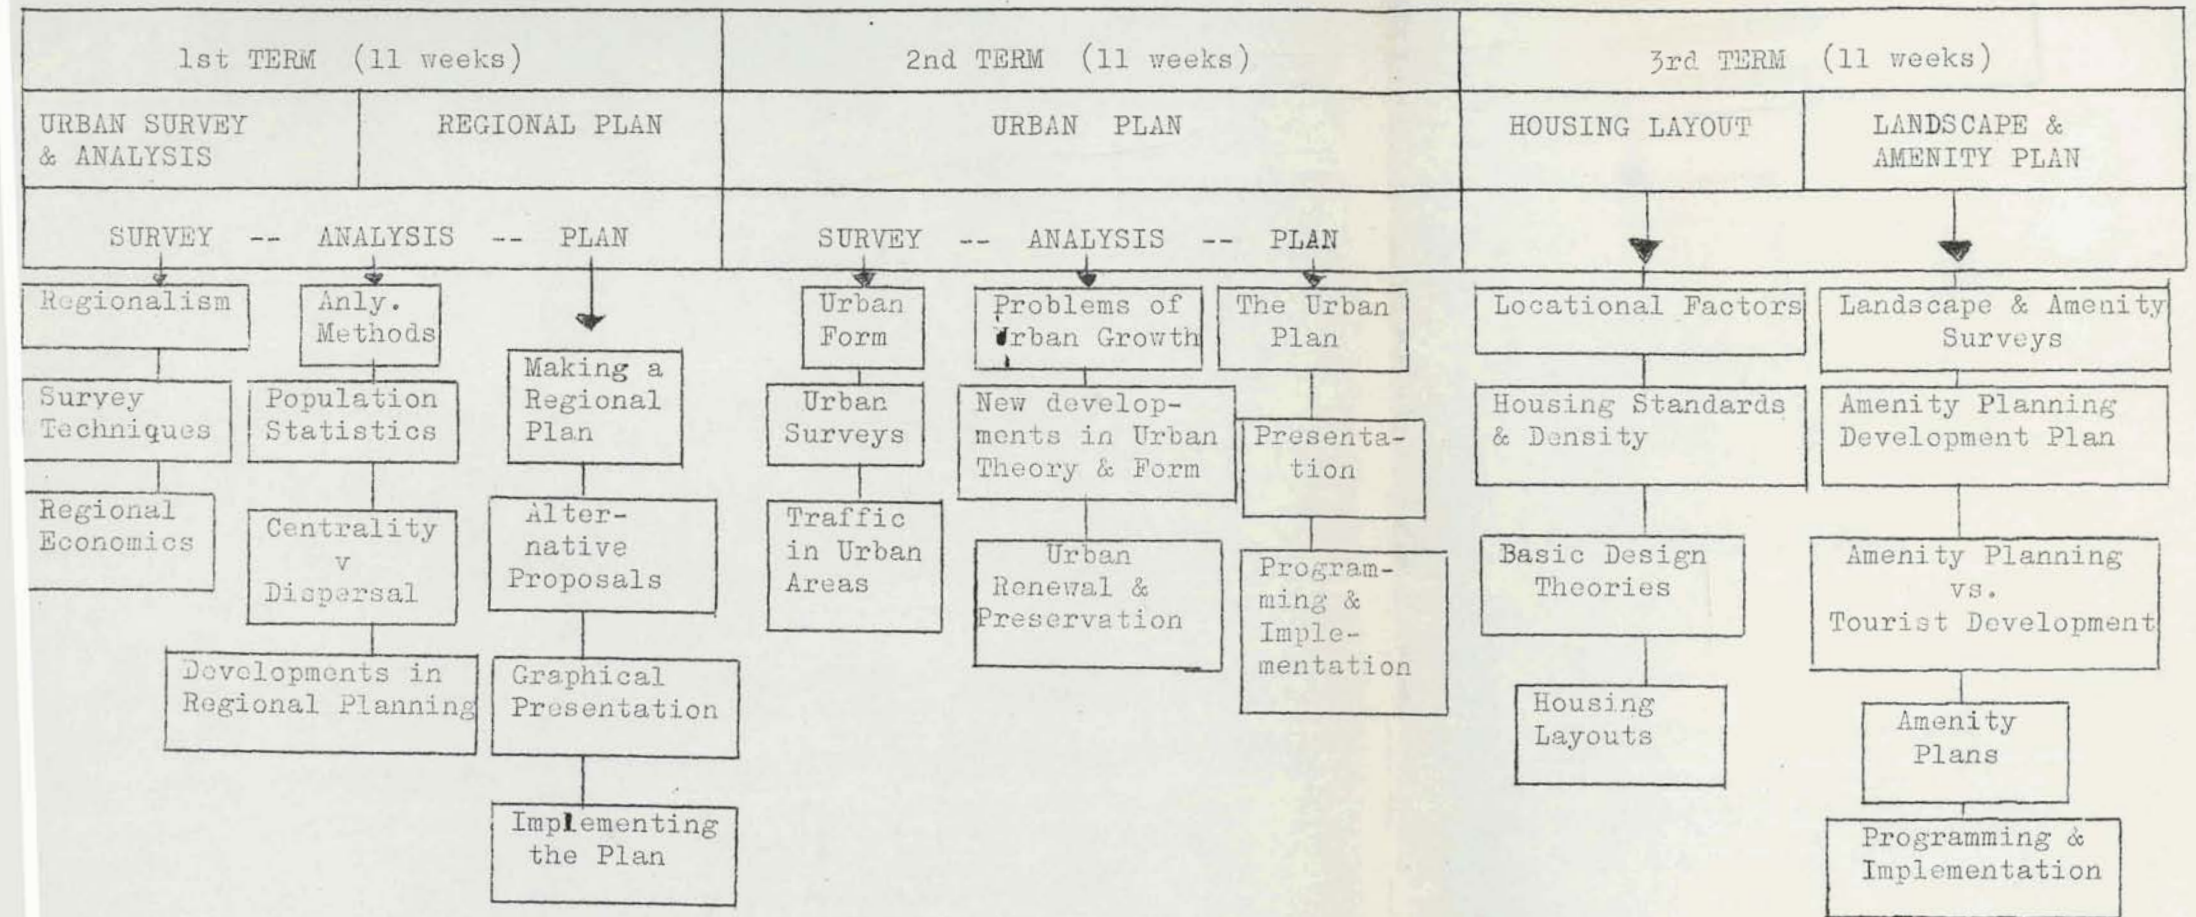 1st TERM (11 weeks)
2nd TERM (11 weeks)
3rd TERM (11 weeks)
URBAN SURVEY
& ANALYSIS
REGIONAL PLAN
URBAN PLAN
HOUSING LAYOUT
LANDSCAPE &
AMENITY PLAN
SURVEY -- ANALYSIS -- PLAN
SURVEY -- ANALYSIS -- PLAN
Regionalism
Survey
Techniques
Regional
Economics
Anly.
Methods
Population
Statistics
Centrality
v
Dispersal
Developments in
Regional Planning
Making a
Regional
Plan
Alter-
native
Proposals
Graphical
Presentation
Implementing
the Plan
Urban
Form
Urban
Surveys
Traffic
in Urban
Areas
Problems of
Urban Growth
New develop-
ments in Urban
Theory & Form
Urban
Renewal &
Preservation
The Urban
Plan
Presenta-
tion
Program-
ming &
Imple-
mentation
Locational Factors
Housing Standards
& Density
Basic Design
Theories
Housing
Layouts
Landscape & Amenity
Surveys
Amenity Planning
Development Plan
Amenity Planning
vs.
Tourist Development
Amenity
Plans
Programming &
Implementation